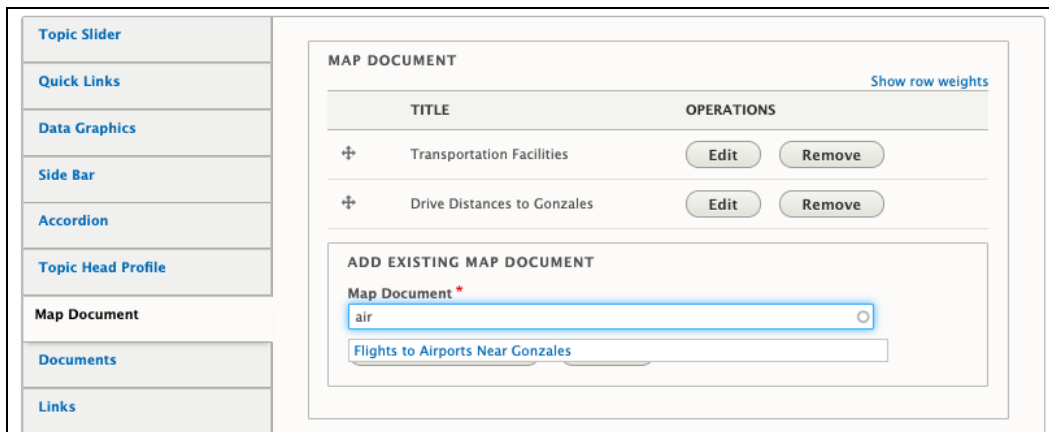 Topic Slider
Quick Links
Data Graphics
Side Bar
Accordion
Topic Head Profile
Map Document
Documents
Links
MAP DOCUMENT
Show row weights
TITLE OPERATIONS
Transportation Facilities Edit Remove
Drive Distances to Gonzales Edit Remove
ADD EXISTING MAP DOCUMENT
Map Document *
air
Flights to Airports Near Gonzales